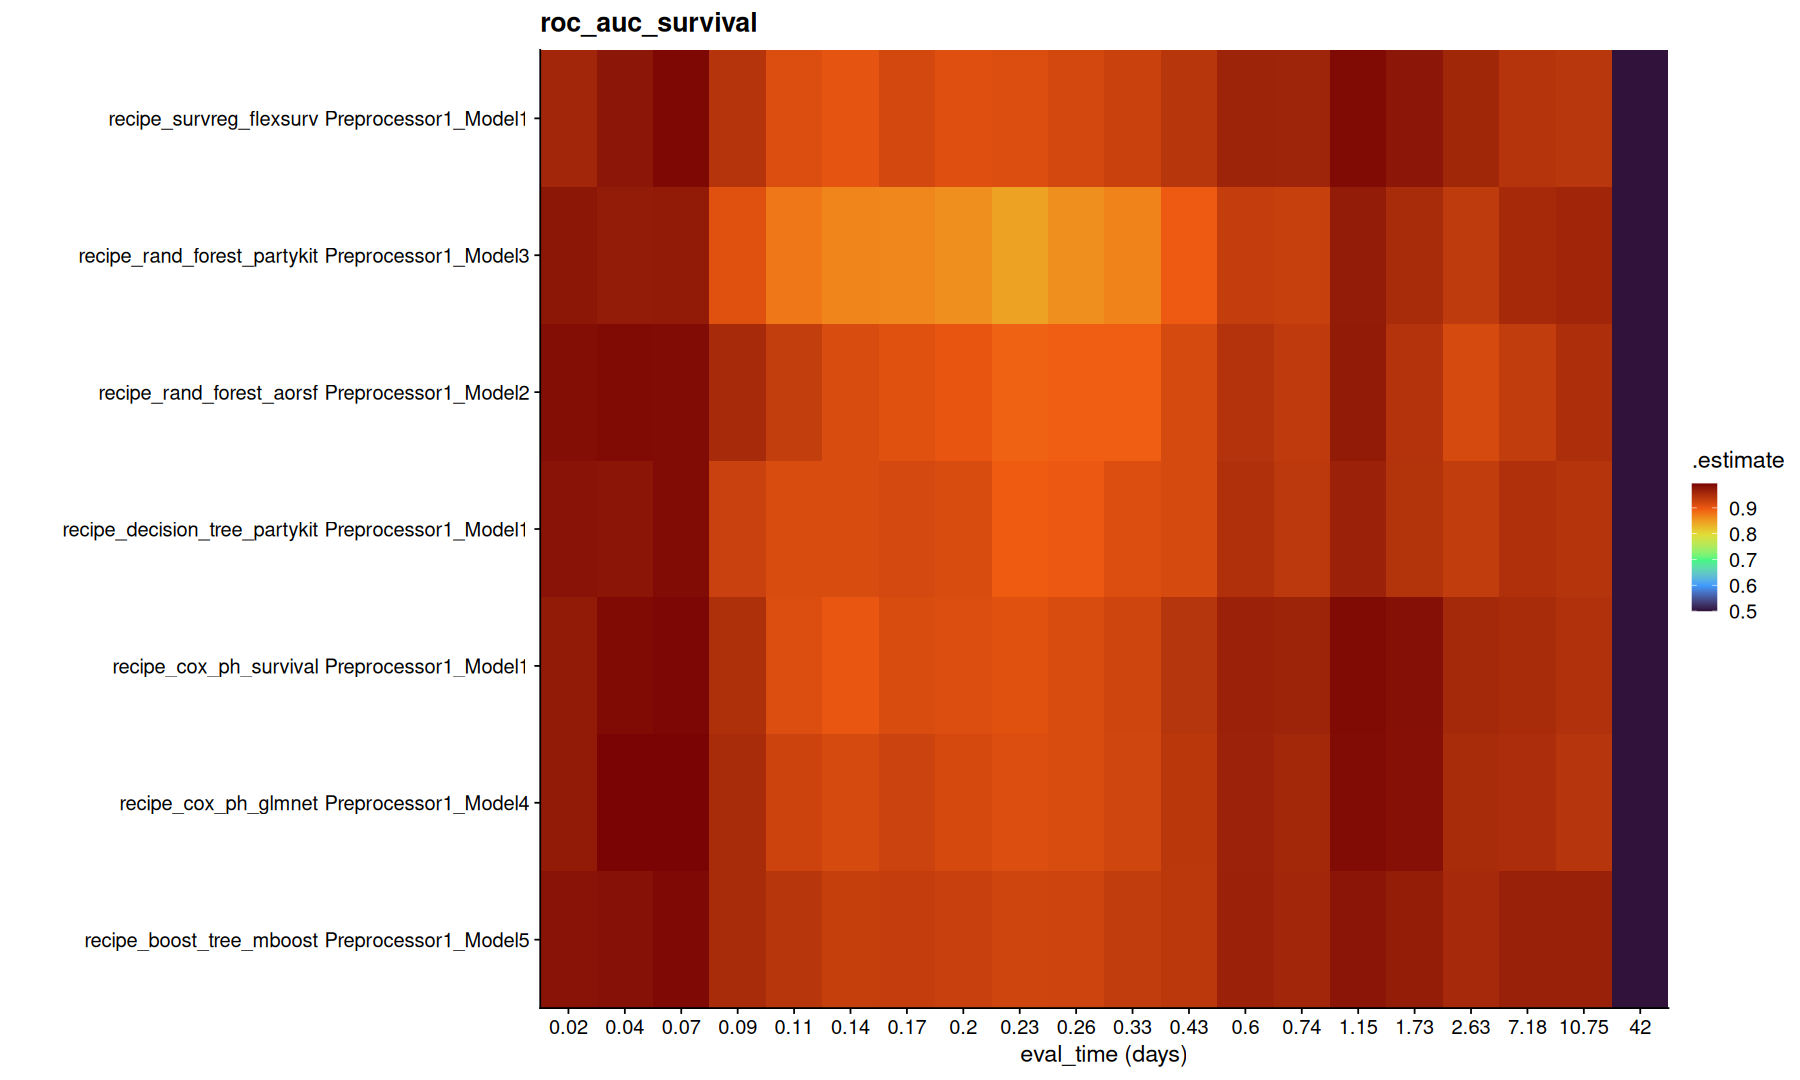 roc_auc_survival
recipe_survreg_flexsurv Preprocessor1_Model1
recipe_rand_forest_partykit Preprocessor1_Model3
recipe_rand_forest_aorsf Preprocessor1_Model2
recipe_decision_tree_partykit Preprocessor1_Model1
recipe_cox_ph_survival Preprocessor1_Model1
recipe_cox_ph_glmnet Preprocessor1_Model4
recipe_boost_tree_mboost Preprocessor1_Model5
0.02 0.04 0.07 0.09 0.11 0.14 0.17 0.2 0.23 0.26 0.33 0.43 0.6 0.74 1.15 1.73 2.63 7.18 10.75 42
eval_time (days)
.estimate
0.9
0.8
0.7
0.6
0.5